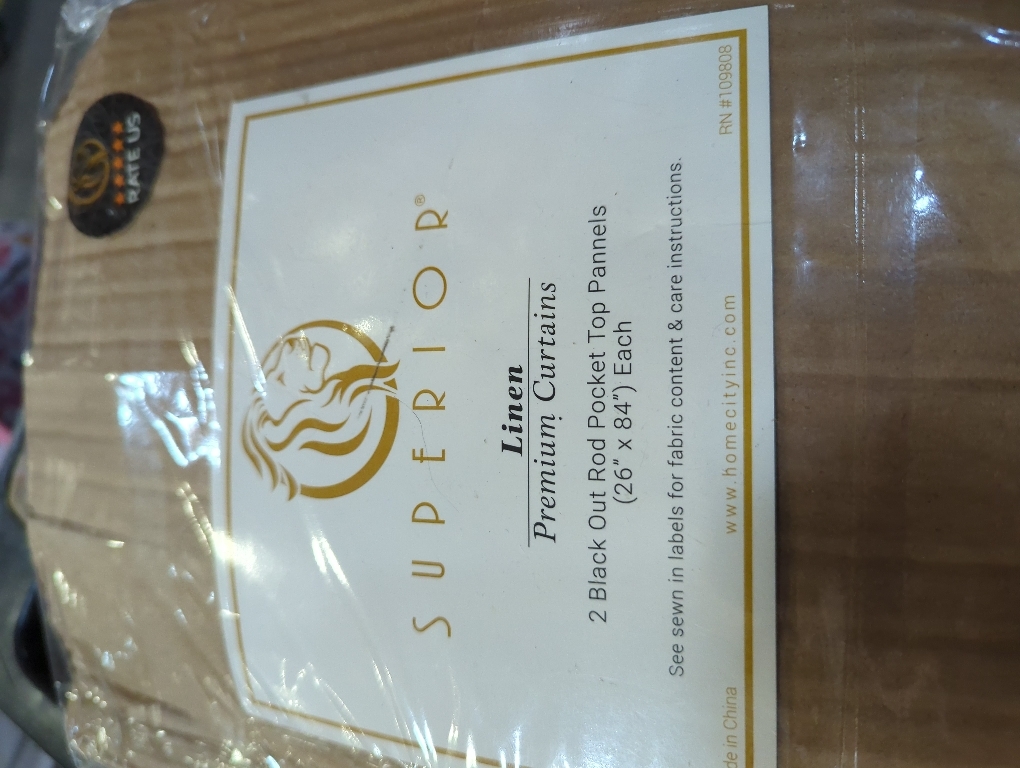 RATE US
SUPERIOR®
Linen
Premium Curtains
2 Black Out Rod Pocket Top Pannels
(26" x 84") Each
See sewn in labels for fabric content & care instructions.
de in China
www.homecityinc.com
RN #109808